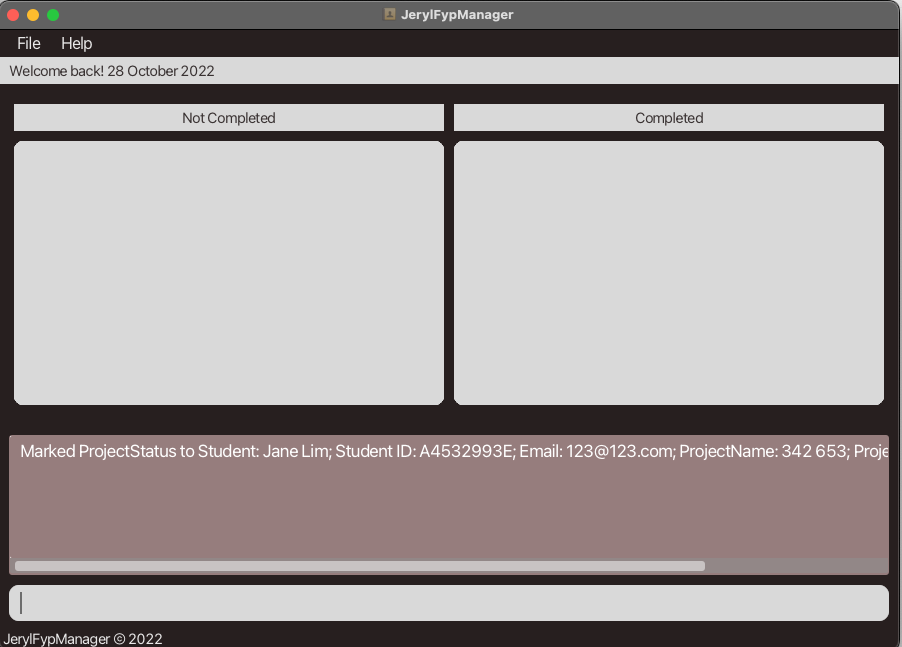 JerylFypManager
File Help
Welcome back! 28 October 2022
Not Completed
Completed
Marked ProjectStatus to Student: Jane Lim; Student ID: A4532993E; Email: 123@123.com; ProjectName: 342 653; Proje
JerylFypManager © 2022